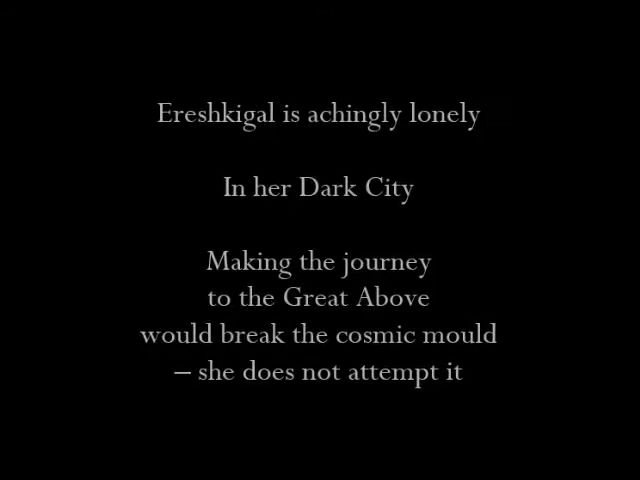 Ereshkigal is achingly lonely
In her Dark City
Making the journey
to the Great Above
would break the cosmic mould
– she does not attempt it